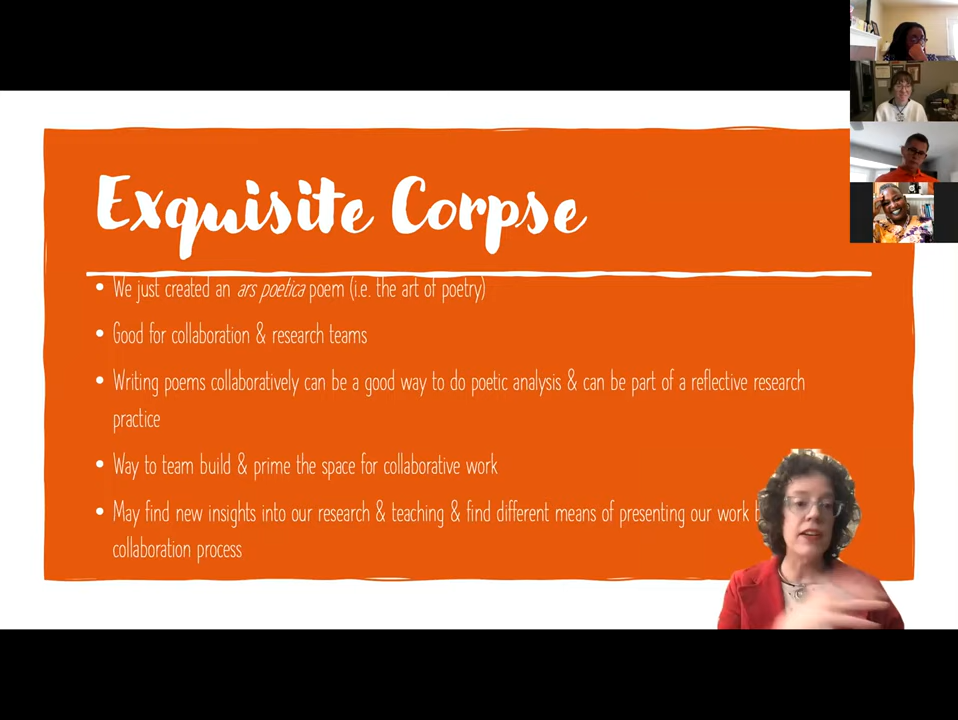 Exquisite Corpse
• We just created an ars poetica poem (i.e. the art of poetry)
• Good for collaboration & research teams
• Writing poems collaboratively can be a good way to do poetic analysis & can be part of a reflective research
practice
• Way to team build & prime the space for collaborative work
• May find new insights into our research & teaching & find different means of presenting our work
collaboration process